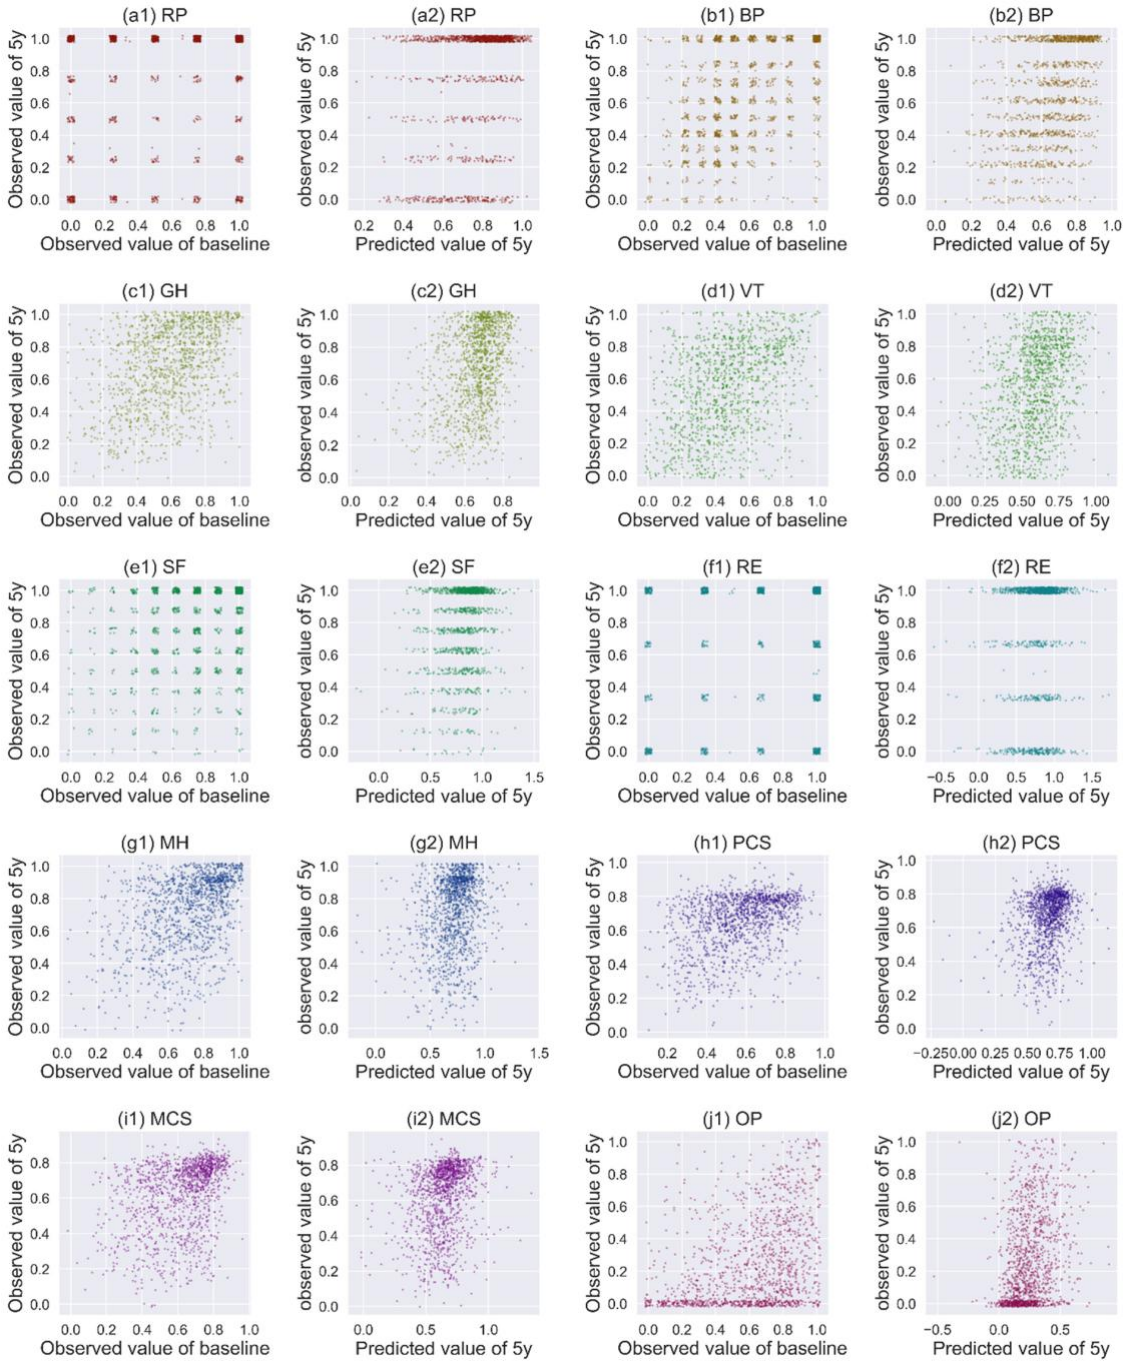 (a1) RP
(a2) RP
(b1) BP
(b2) BP
Observed value of 5y
1.0
0.8
0.6
0.4
0.2
0.0
0.0 0.2 0.4 0.6 0.8 1.0
Observed value of baseline
observed value of 5y
1.0
0.8
0.6
0.4
0.2
0.0
0.2 0.4 0.6 0.8 1.0
Predicted value of 5y
Observed value of 5y
1.0
0.8
0.6
0.4
0.2
0.0
0.0 0.2 0.4 0.6 0.8 1.0
Observed value of baseline
observed value of 5y
1.0
0.8
0.6
0.4
0.2
0.0
0.0 0.2 0.4 0.6 0.8 1.0
Predicted value of 5y
(c1) GH
(c2) GH
(d1) VT
(d2) VT
Observed value of 5y
1.0
0.8
0.6
0.4
0.2
0.0
0.0 0.2 0.4 0.6 0.8 1.0
Observed value of baseline
observed value of 5y
1.0
0.8
0.6
0.4
0.2
0.0
0.0 0.2 0.4 0.6 0.8
Predicted value of 5y
Observed value of 5y
1.0
0.8
0.6
0.4
0.2
0.0
0.0 0.2 0.4 0.6 0.8 1.0
Observed value of baseline
observed value of 5y
1.0
0.8
0.6
0.4
0.2
0.0
0.00 0.25 0.50 0.75 1.00
Predicted value of 5y
(e1) SF
(e2) SF
(f1) RE
(f2) RE
Observed value of 5y
1.0
0.8
0.6
0.4
0.2
0.0
0.0 0.2 0.4 0.6 0.8 1.0
Observed value of baseline
observed value of 5y
1.0
0.8
0.6
0.4
0.2
0.0
0.0 0.5 1.0 1.5
Predicted value of 5y
Observed value of 5y
1.0
0.8
0.6
0.4
0.2
0.0
0.0 0.2 0.4 0.6 0.8 1.0
Observed value of baseline
observed value of 5y
1.0
0.8
0.6
0.4
0.2
0.0
−0.5 0.0 0.5 1.0 1.5
Predicted value of 5y
(g1) MH
(g2) MH
(h1) PCS
(h2) PCS
Observed value of 5y
1.0
0.8
0.6
0.4
0.2
0.0
0.0 0.2 0.4 0.6 0.8 1.0
Observed value of baseline
observed value of 5y
1.0
0.8
0.6
0.4
0.2
0.0
0.0 0.5 1.0 1.5
Predicted value of 5y
Observed value of 5y
1.0
0.8
0.6
0.4
0.2
0.0
0.2 0.4 0.6 0.8 1.0
Observed value of baseline
observed value of 5y
1.0
0.8
0.6
0.4
0.2
0.0
−0.25 0.00 0.25 0.50 0.75 1.00
Predicted value of 5y
(i1) MCS
(i2) MCS
(j1) OP
(j2) OP
Observed value of 5y
0.8
0.6
0.4
0.2
0.0
0.0 0.2 0.4 0.6 0.8 1.0
Observed value of baseline
observed value of 5y
0.8
0.6
0.4
0.2
0.0
0.0 0.5 1.0
Predicted value of 5y
Observed value of 5y
1.0
0.8
0.6
0.4
0.2
0.0
0.0 0.2 0.4 0.6 0.8 1.0
Observed value of baseline
observed value of 5y
1.0
0.8
0.6
0.4
0.2
0.0
−0.5 0.0 0.5
Predicted value of 5y